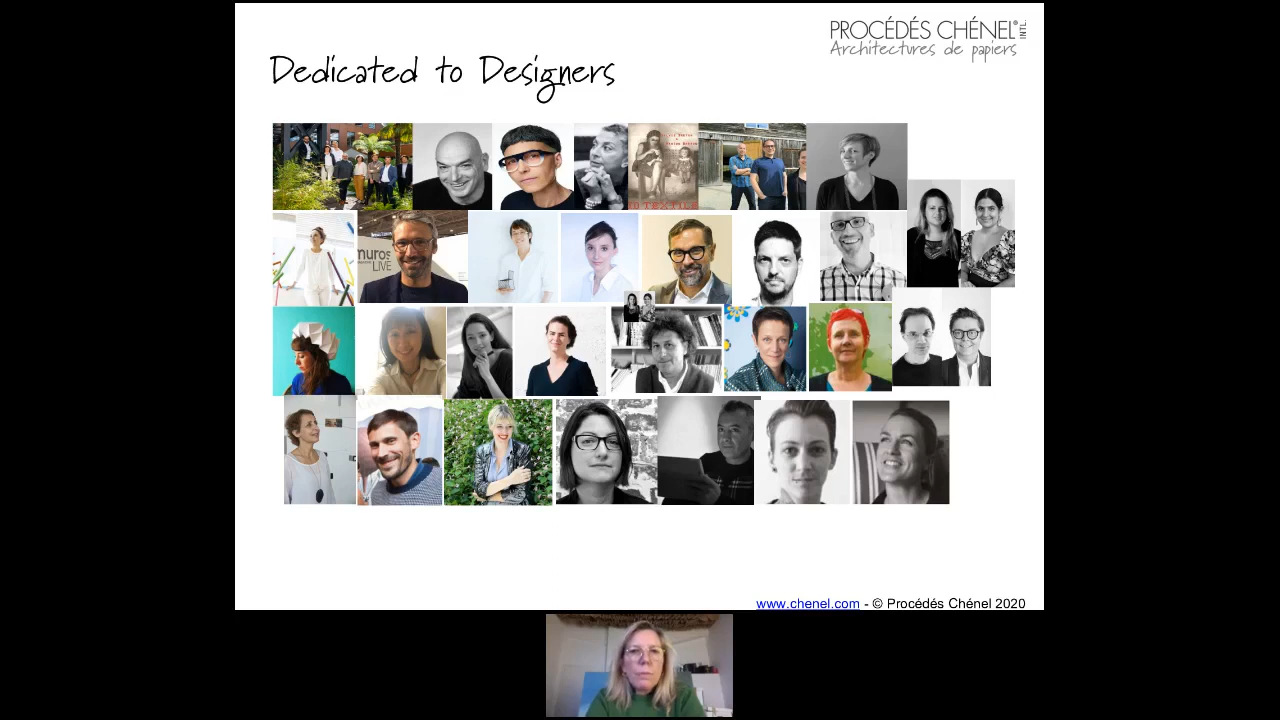 PROCÉDÉS CHÉNEL® INTL.
Architectures de papiers
Dedicated to Designers
muros
LIVE
www.chenel.com - © Procédés Chénel 2020